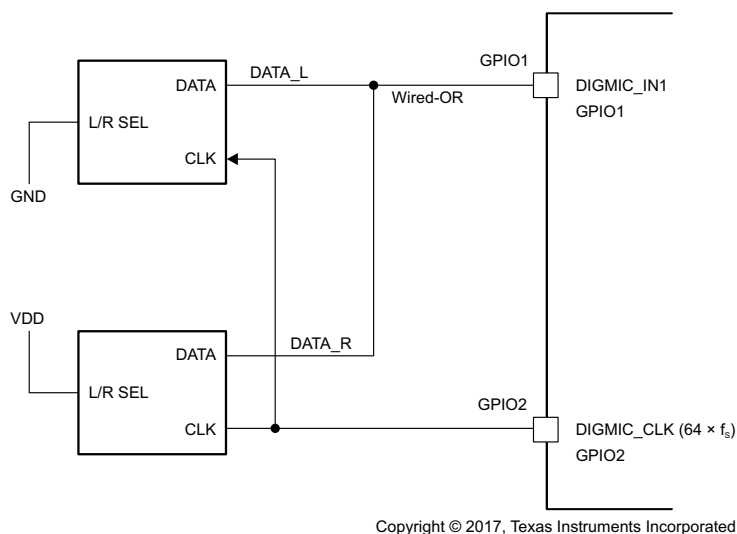 GPIO1
DATA
DATA_L
Wired-OR
DIGMIC_IN1
GPIO1
L/R SEL
CLK
GND
VDD
DATA
DATA_R
L/R SEL
CLK
GPIO2
DIGMIC_CLK (64 × fs)
GPIO2
Copyright © 2017, Texas Instruments Incorporated